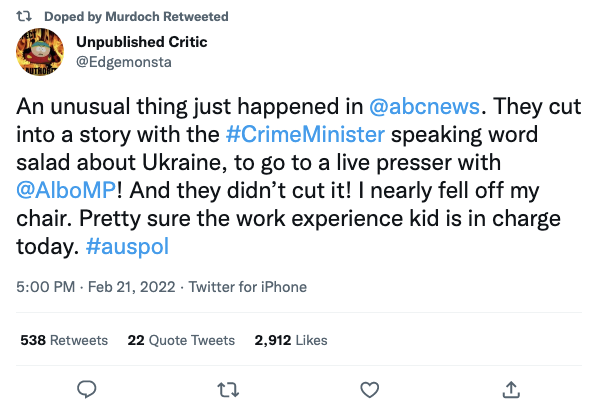 Doped by Murdoch Retweeted
Unpublished Critic
@Edgemonsta
An unusual thing just happened in @abcnews. They cut
into a story with the #CrimeMinister speaking word
salad about Ukraine, to go to a live presser with
@AlboMP! And they didn’t cut it! I nearly fell off my
chair. Pretty sure the work experience kid is in charge
today. #auspol
5:00 PM · Feb 21, 2022 · Twitter for iPhone
538 Retweets 22 Quote Tweets 2,912 Likes